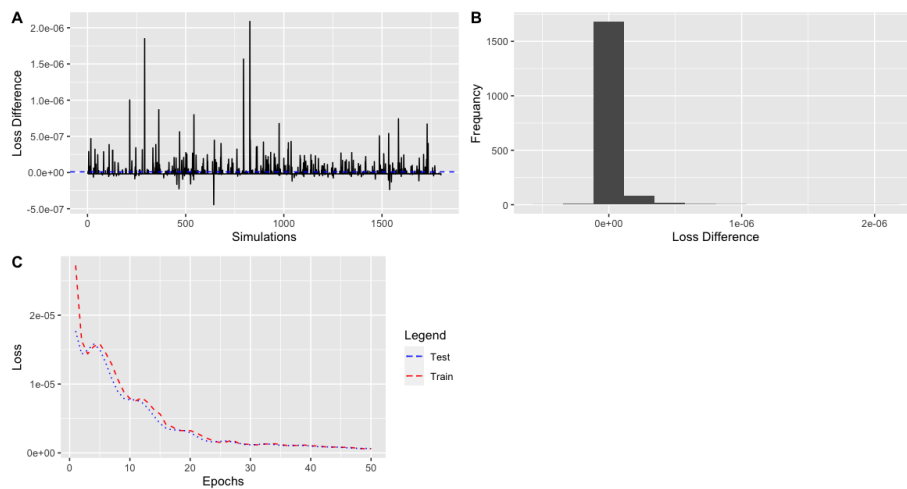 A
2.0e-06
1.5e-06
1.0e-06
5.0e-07
0.0e+00
-5.0e-07
Loss Difference
0 500 1000 1500
Simulations
B
1500
1000
500
0
Frequancy
0e+00 1e-06 2e-06
Loss Difference
C
2e-05
1e-05
0e+00
Loss
0 10 20 30 40 50
Epochs
Legend
Test
Train